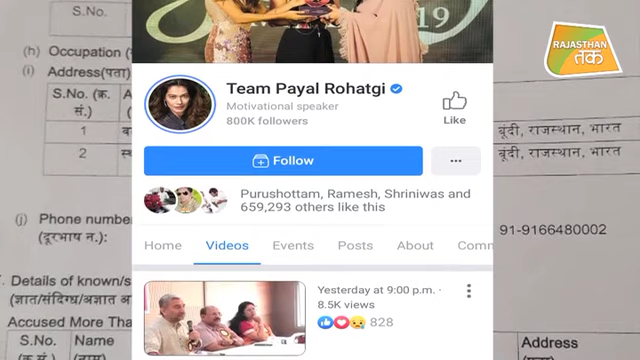 S.No.
(h) Occupation
(i) Address(पता)
S.No. (क्र.
सं.)
1
2
(j) Phone number
(दूरभाष न.):
Details of known/s
(ज्ञात/संदिग्ध/अज्ञात अ
Accused More Tha
S.No.
Name
(क्र.सं.)
(नाम)
19
Team Payal Rohatgi
Motivational speaker
800K followers
Like
Follow
Purushottam, Ramesh, Shriniwas and
659,293 others like this
Home Videos Events Posts About Comm
Yesterday at 9:00 p.m. ·
8.5K views
828
RAJASTHAN
तक
बूंदी, राजस्थान, भारत
बूंदी, राजस्थान, भारत
91-9166480002
Address
(पता)